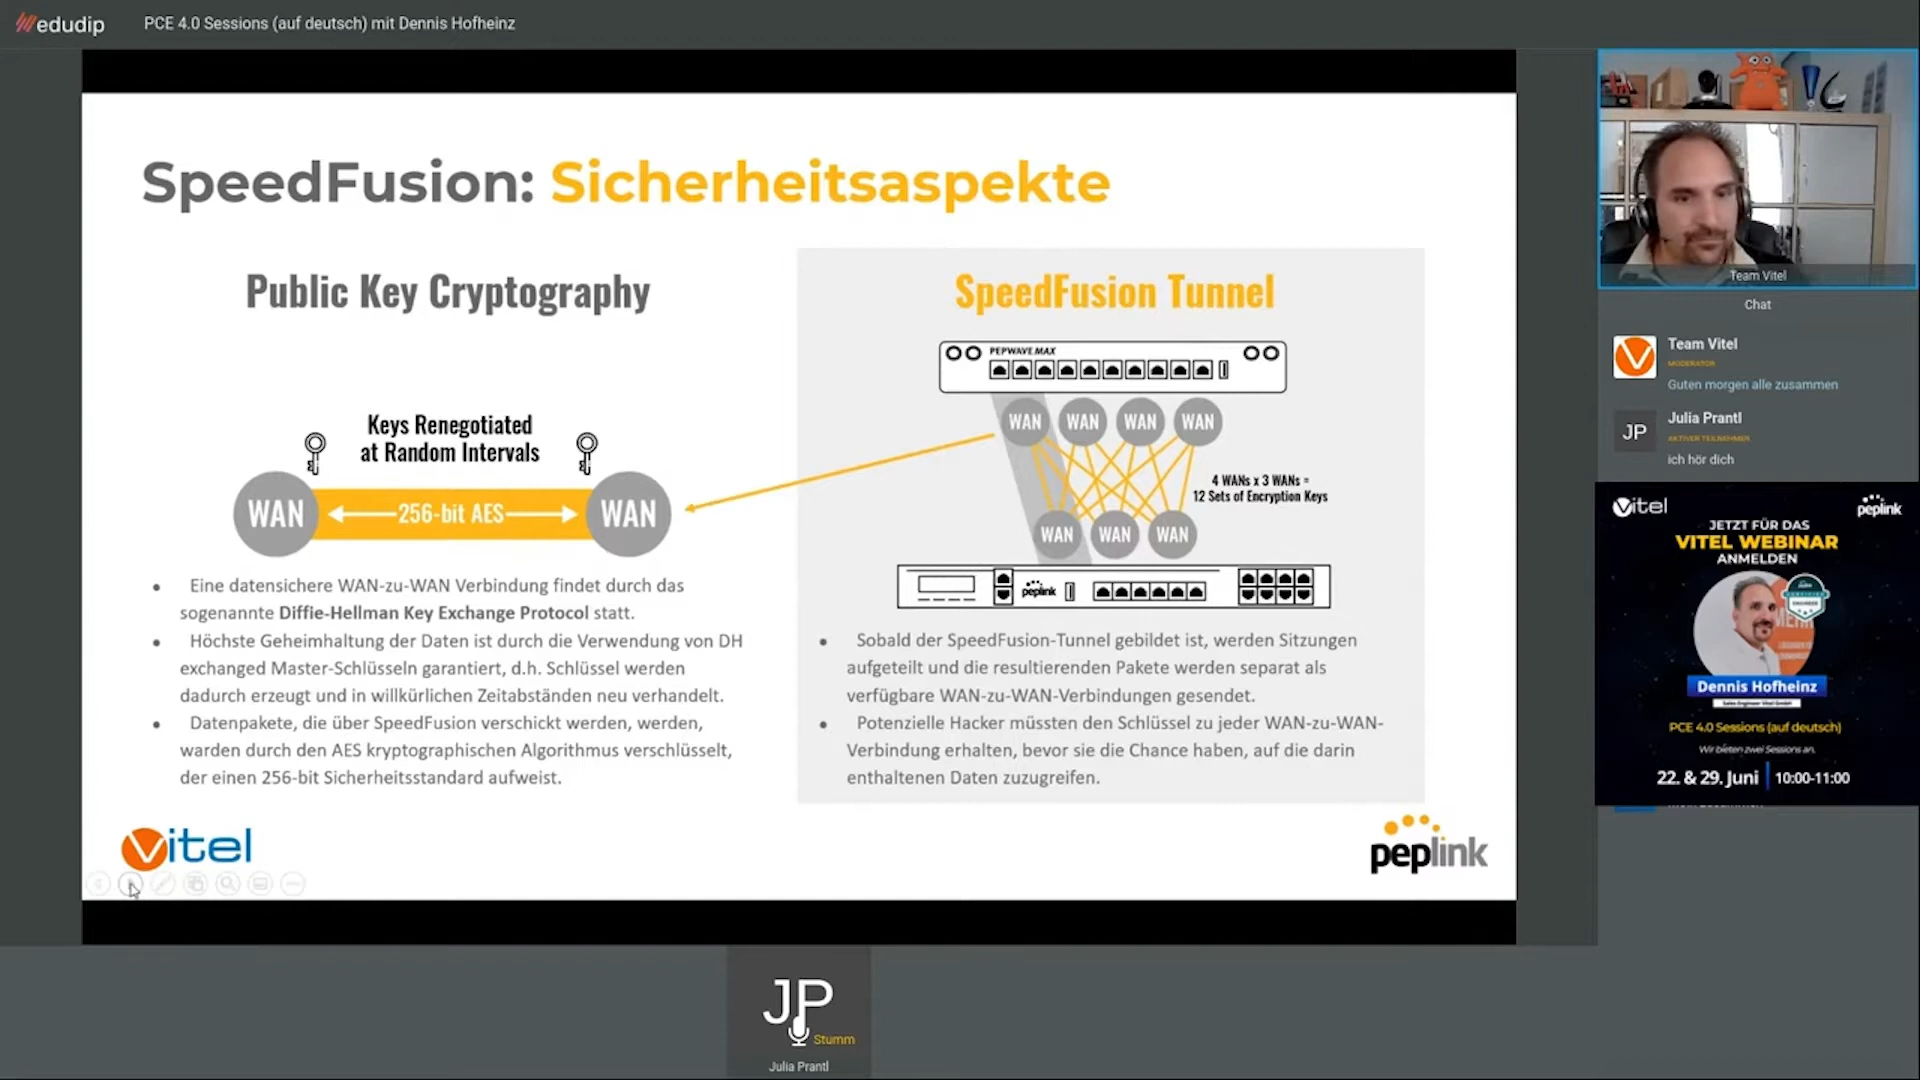 edudip
PCE 4.0 Sessions (auf deutsch) mit Dennis Hofheinz
SpeedFusion: Sicherheitsaspekte
Public Key Cryptography
Keys Renegotiated
at Random Intervals
WAN
256-bit AES
WAN
Eine datensichere WAN-zu-WAN Verbindung findet durch das
sogenannte Diffie-Hellman Key Exchange Protocol statt.
Höchste Geheimhaltung der Daten ist durch die Verwendung von DH
exchanged Master-Schlüsseln garantiert, d.h. Schlüssel werden
dadurch erzeugt und in willkürlichen Zeitabständen neu verhandelt.
Datenpakete, die über SpeedFusion verschickt werden, werden,
warden durch den AES kryptographischen Algorithmus verschlüsselt,
der einen 256-bit Sicherheitsstandard aufweist.
SpeedFusion Tunnel
PEPWAVE MAX
WAN WAN WAN WAN
4 WANs x 3 WANs =
12 Sets of Encryption Keys
WAN WAN WAN
peplink
Sobald der SpeedFusion-Tunnel gebildet ist, werden Sitzungen
aufgeteilt und die resultierenden Pakete werden separat als
verfügbare WAN-zu-WAN-Verbindungen gesendet.
Potenzielle Hacker müssten den Schlüssel zu jeder WAN-zu-WAN-
Verbindung erhalten, bevor sie die Chance haben, auf die darin
enthaltenen Daten zuzugreifen.
vitel
peplink
Team Vitel
Chat
Team Vitel
MODERATOR
Guten morgen alle zusammen
JP
Julia Prantl
AKTIVER TEILNEHMER
ich hör dich
Vitel
peplink
JETZT FÜR DAS
VITEL WEBINAR
ANMELDEN
ENGINEER
Dennis Hofheinz
Sales Engineer Vitel GmbH
PCE 4.0 Sessions (auf deutsch)
Wir bieten zwei Sessions an.
22. & 29. Juni 10:00-11:00
JP
Stumm
Julia Prantl